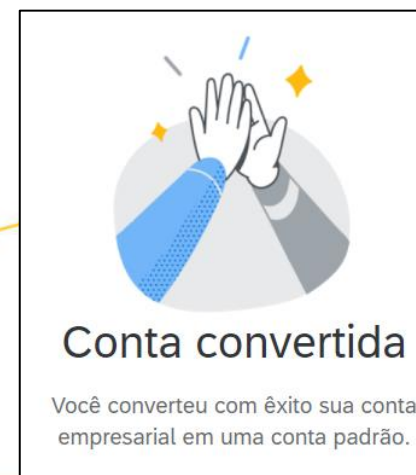 Conta convertida
Você converteu com êxito sua conta
empresarial em uma conta padrão.